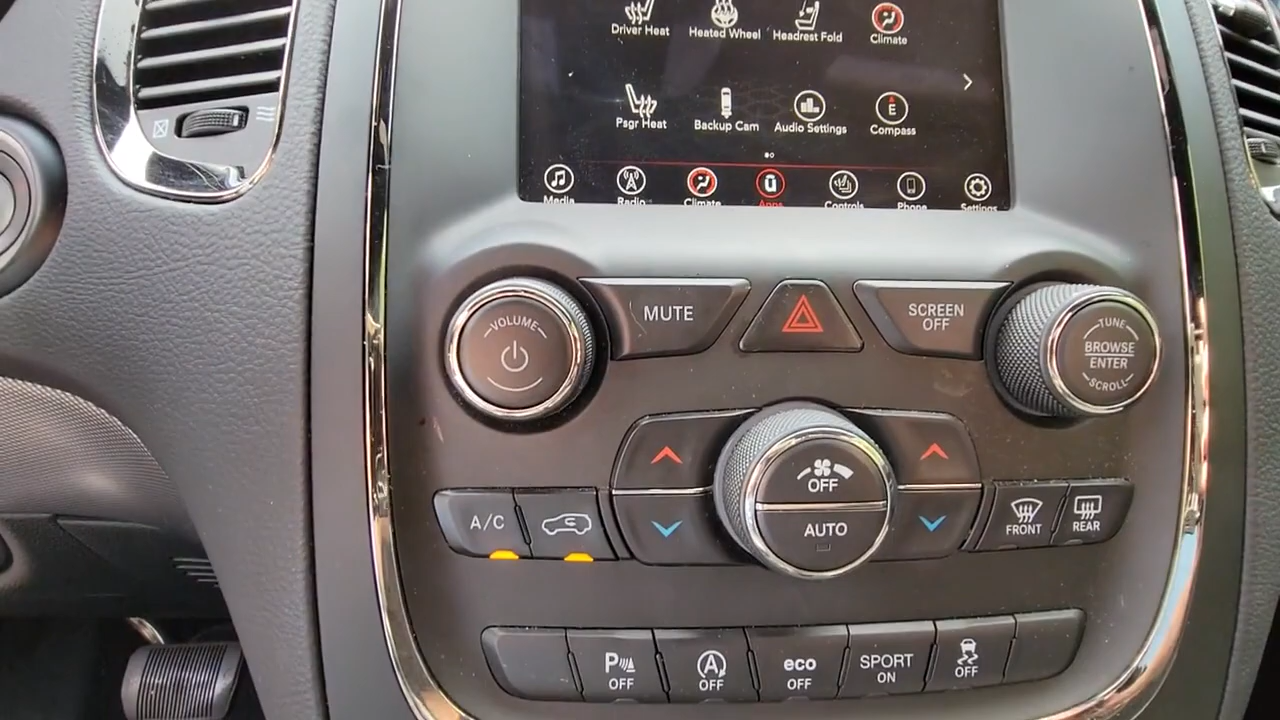 Driver Heat Heated Wheel Headrest Fold Climate
Psgr Heat Backup Cam Audio Settings E Compass
Media Radio Climate Apps Controls Phone Settings
VOLUME
MUTE
SCREEN
OFF
TUNE
BROWSE
ENTER
SCROLL
OFF
AUTO
A/C
FRONT
REAR
P
OFF
A
OFF
eco
OFF
SPORT
ON
OFF